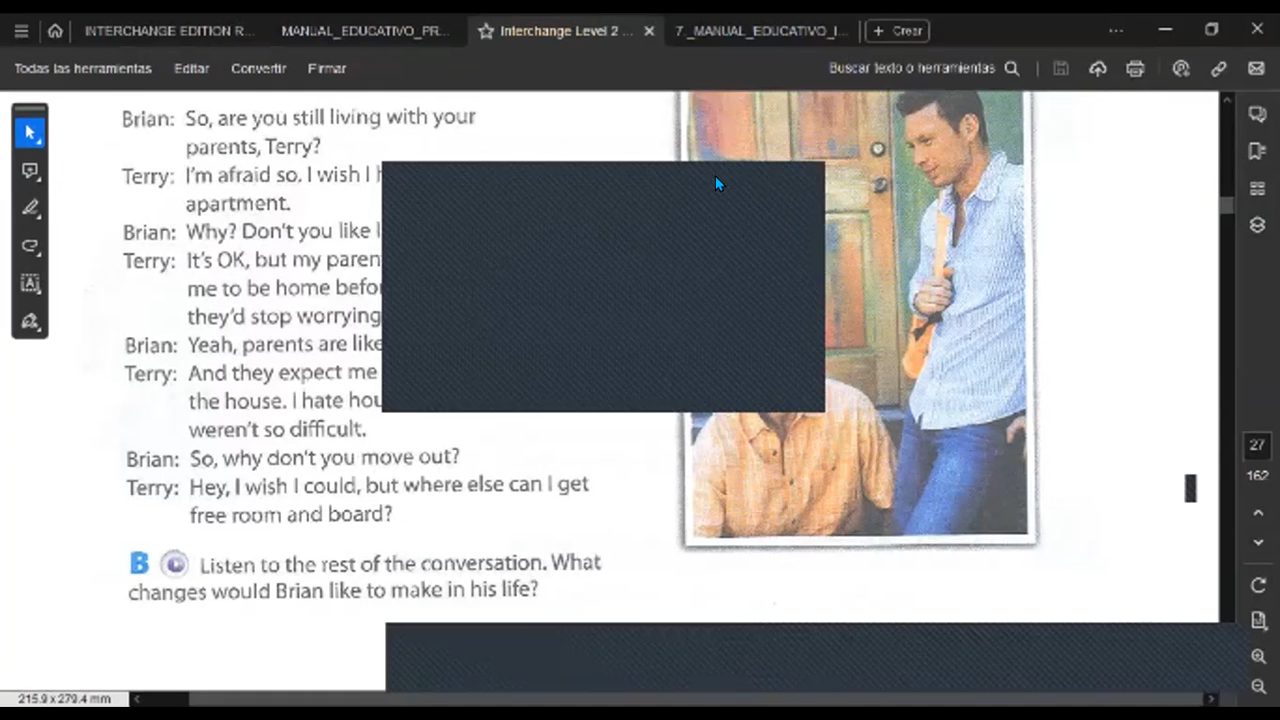 INTERCHANGE EDITION R...
MANUAL_EDUCATIVO_PR...
Interchange Level 2 ...
7._MANUAL_EDUCATIVO_I...
+ Crear
Todas las herramientas
Editar
Convertir
Firmar
Buscar texto o herramientas
Brian: So, are you still living with your
parents, Terry?
Terry: I'm afraid so. I wish I
apartment.
Brian: Why? Don't you like
Terry: It's OK, but my
me to be home
they'd stop worrying
Brian: Yeah, parents are like
Terry: And they expect me
the house. I hate
weren't so difficult.
Brian: So, why don't you move out?
Terry: Hey, I wish I could, but where else can I get
free room and board?
B Listen to the rest of the conversation. What
changes would Brian like to make in his life?
27
162
215.9 x 279.4 mm